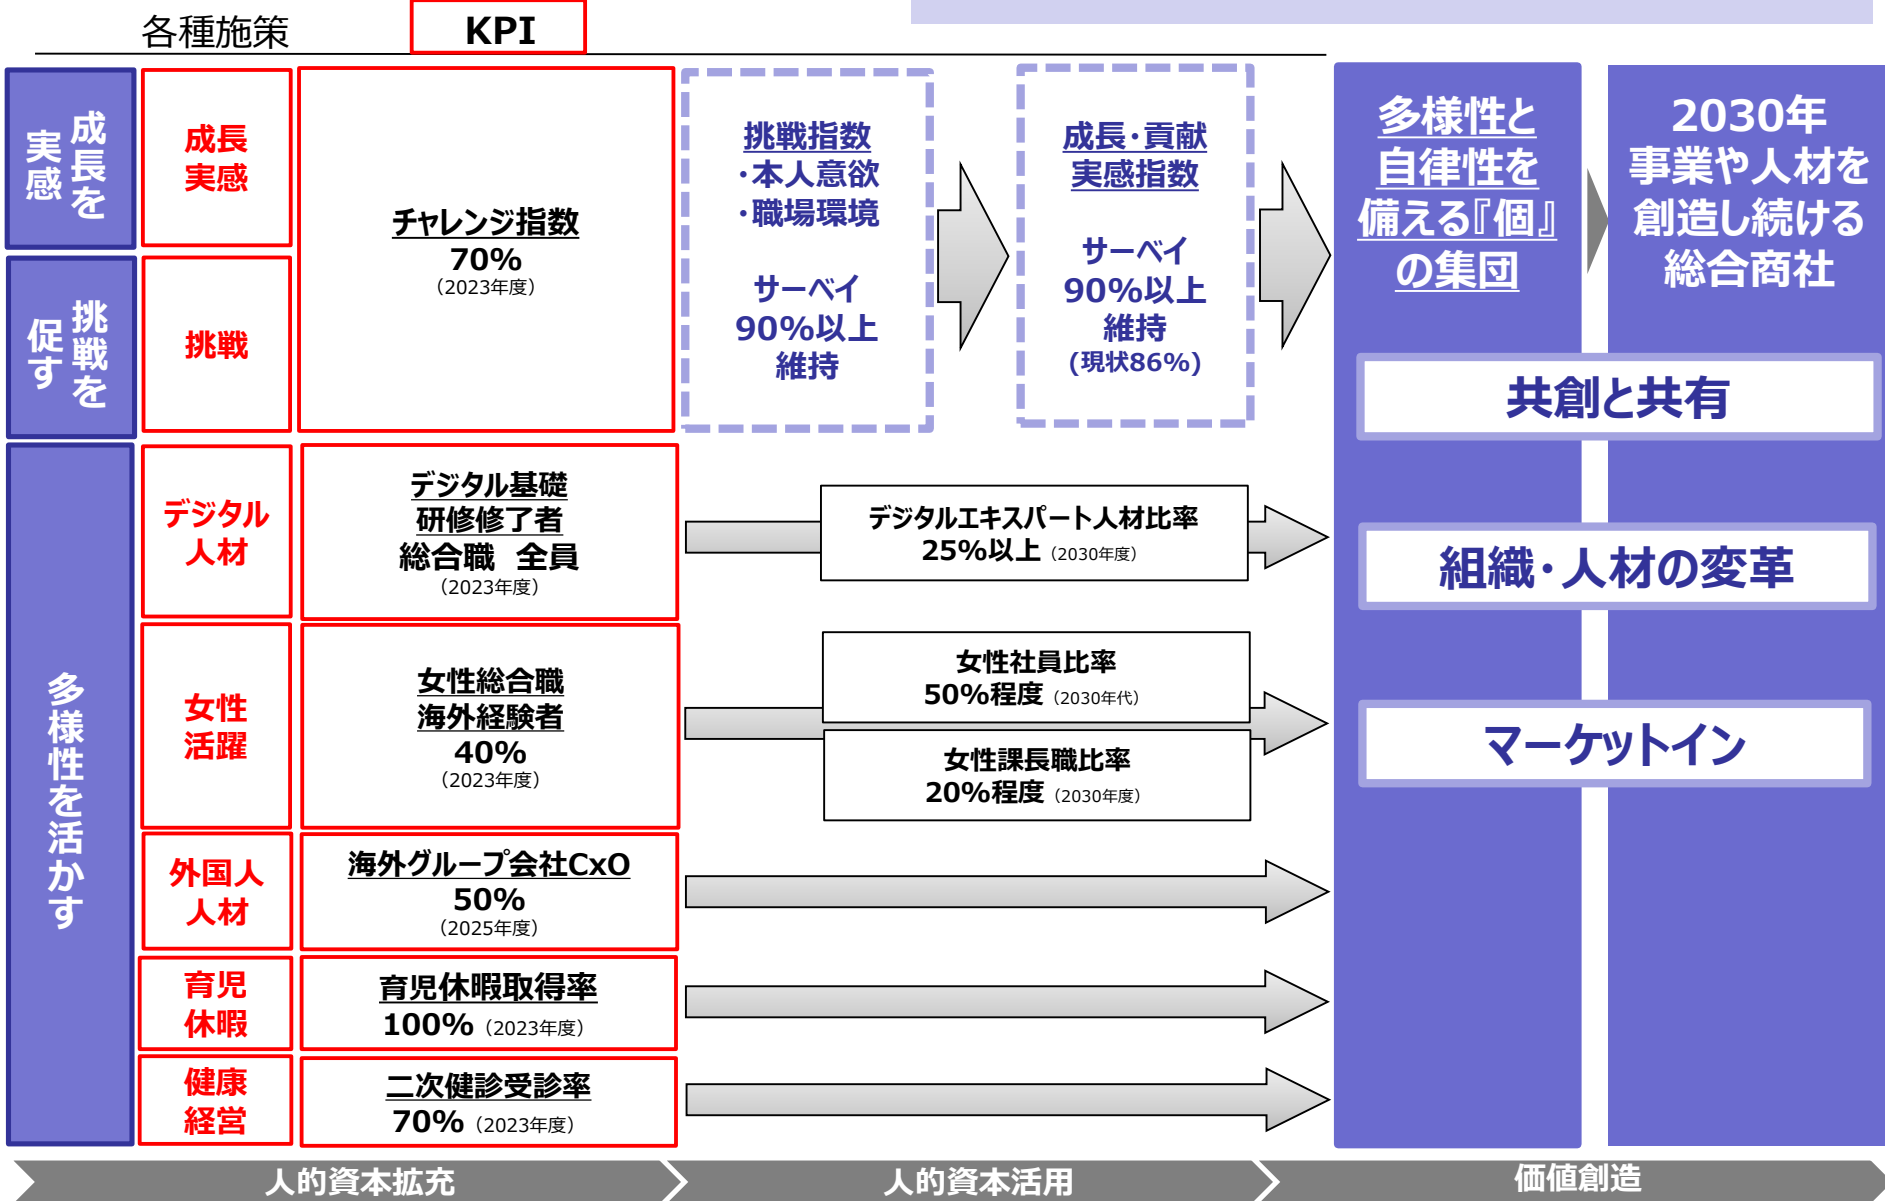 各種施策
KPI
成長を
実感
成長
実感
挑戦を
促す
挑戦
チャレンジ指数
70%
（2023年度）
挑戦指数
・本人意欲
・職場環境
サーベイ
90%以上
維持
成長・貢献
実感指数
サーベイ
90%以上
維持
(現状86%)
多様性を活かす
デジタル
人材
デジタル基礎
研修修了者
総合職 全員
（2023年度）
デジタルエキスパート人材比率
25%以上（2030年度）
女性
活躍
女性総合職
海外経験者
40%
（2023年度）
女性社員比率
50%程度（2030年代）
女性課長職比率
20%程度（2030年度）
外国人
人材
海外グループ会社CxO
50%
（2025年度）
育児
休暇
育児休暇取得率
100%（2023年度）
健康
経営
二次健診受診率
70%（2023年度）
多様性と
自律性を
備える『個』
の集団
2030年
事業や人材を
創造し続ける
総合商社
共創と共有
組織・人材の変革
マーケットイン
人的資本拡充
人的資本活用
価値創造